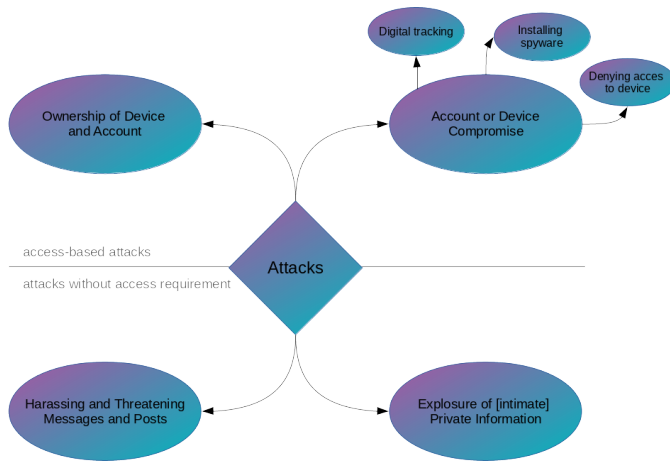 Digital tracking
Installing
spyware
Denying acces
to device
Ownership of Device
and Account
Account or Device
Compromise
access-based attacks
Attacks
attacks without access requirement
Harassing and Threatening
Messages and Posts
Explosure of [intimate]
Private Information